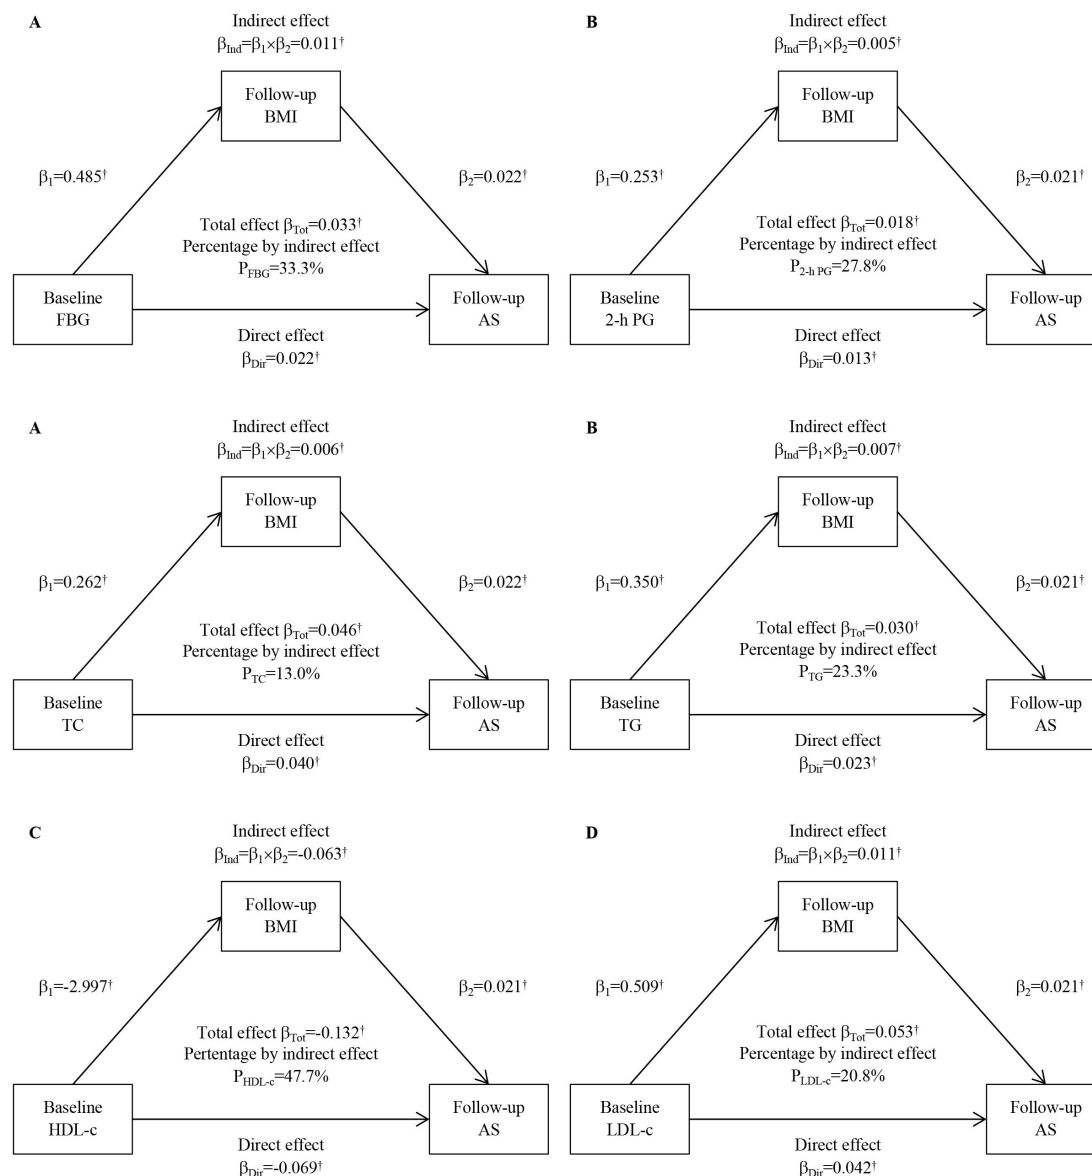 A
Indirect effect
βInd=β1×β2=0.011†
Follow-up
BMI
β1=0.485†
β2=0.022†
Total effect βTot=0.033†
Percentage by indirect effect
PFBG=33.3%
Baseline
FBG
Follow-up
AS
Direct effect
βDir=0.022†
B
Indirect effect
βInd=β1×β2=0.005†
Follow-up
BMI
β1=0.253†
β2=0.021†
Total effect βTot=0.018†
Percentage by indirect effect
P2-h PG=27.8%
Baseline
2-h PG
Follow-up
AS
Direct effect
βDir=0.013†
A
Indirect effect
βInd=β1×β2=0.006†
Follow-up
BMI
β1=0.262†
β2=0.022†
Total effect βTot=0.046†
Percentage by indirect effect
PTC=13.0%
Baseline
TC
Follow-up
AS
Direct effect
βDir=0.040†
B
Indirect effect
βInd=β1×β2=0.007†
Follow-up
BMI
β1=0.350†
β2=0.021†
Total effect βTot=0.030†
Percentage by indirect effect
PTG=23.3%
Baseline
TG
Follow-up
AS
Direct effect
βDir=0.023†
C
Indirect effect
βInd=β1×β2=-0.063†
Follow-up
BMI
β1=-2.997†
β2=0.021†
Total effect βTot=-0.132†
Pertentage by indirect effect
PHDL-c=47.7%
Baseline
HDL-c
Follow-up
AS
Direct effect
βDir=-0.069†
D
Indirect effect
βInd=β1×β2=0.011†
Follow-up
BMI
β1=0.509†
β2=0.021†
Total effect βTot=0.053†
Percentage by indirect effect
PLDL-c=20.8%
Baseline
LDL-c
Follow-up
AS
Direct effect
βDir=0.042†